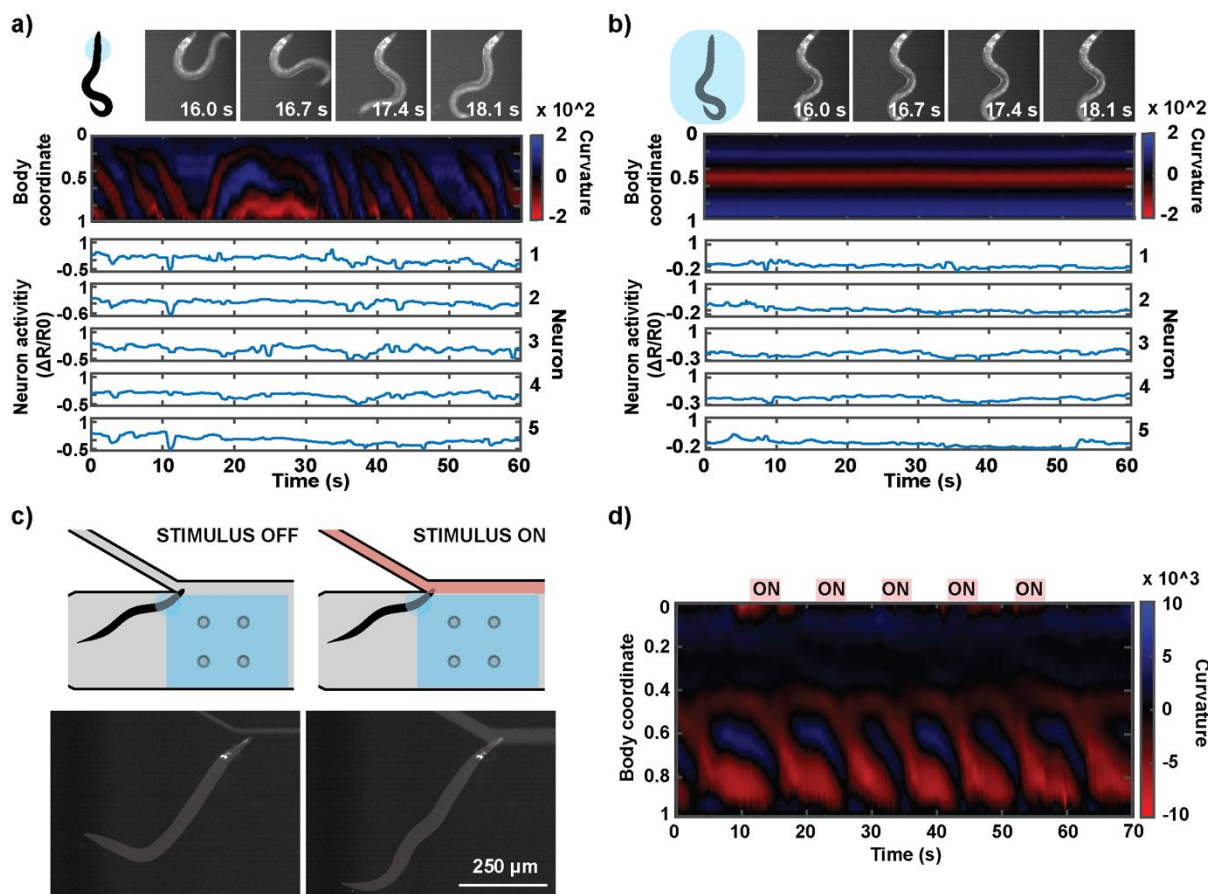 a)
16.0 s
16.7 s
17.4 s
18.1 s
x 10^2
0
0.5
1
Body
coordinate
2
0
-2
Curvature
1
-0.5
1
1
-0.6
2
1
-0.5
3
1
-0.5
4
1
-0.5
5
Neuron activitiy
(ΔR/R0)
Neuron
0
10
20
30
40
50
60
Time (s)
b)
16.0 s
16.7 s
17.4 s
18.1 s
x 10^2
0
0.5
1
Body
coordinate
2
0
-2
Curvature
1
-0.2
1
1
-0.2
2
1
-0.3
3
1
-0.3
4
1
-0.2
5
Neuron activitiy
(ΔR/R0)
Neuron
0
10
20
30
40
50
60
Time (s)
c)
STIMULUS OFF
STIMULUS ON
250 µm
d)
ON
ON
ON
ON
ON
x 10^3
0
0.2
0.4
0.6
0.8
1
Body coordinate
10
5
0
-5
-10
Curvature
0
10
20
30
40
50
60
70
Time (s)